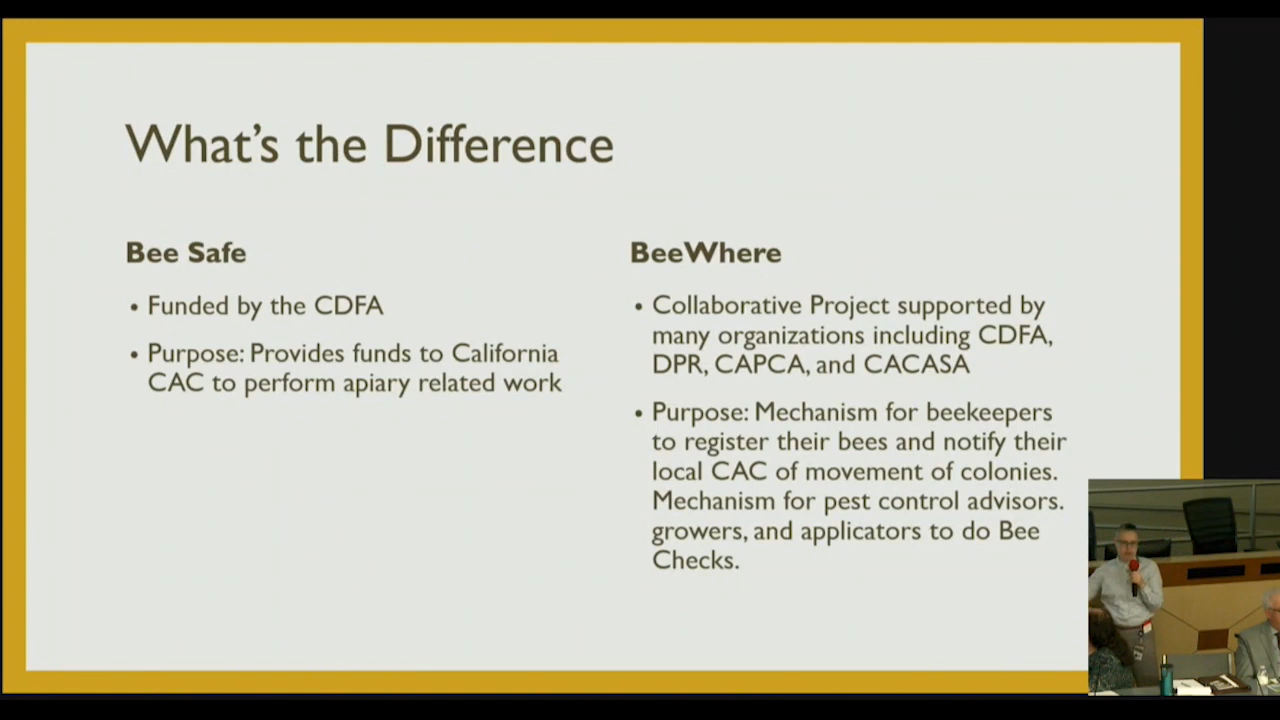 What's the Difference
Bee Safe
• Funded by the CDFA
• Purpose: Provides funds to California
CAC to perform apiary related work
BeeWhere
• Collaborative Project supported by
many organizations including CDFA,
DPR, CAPCA, and CACASA
• Purpose: Mechanism for beekeepers
to register their bees and notify their
local CAC of movement of colonies.
Mechanism for pest control advisors.
growers, and applicators to do Bee
Checks.